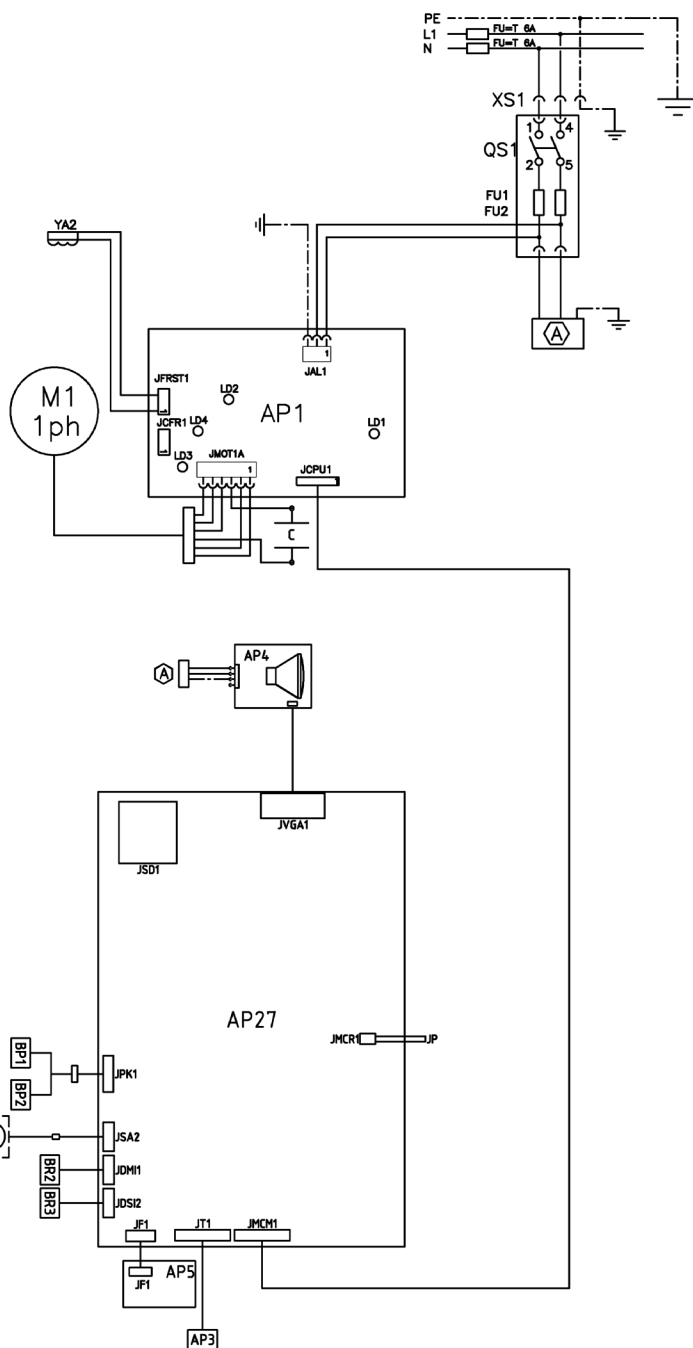 PE
L1
FU=T 6A
N
FU=T 6A
XS1
1
4
QS1
2
5
FU1
FU2
YA2
A
1
JAL1
M1
1ph
JFRST1
1
LD2
AP1
JCFR1
1
LD4
LD1
LD3
JMOT1A
1
JCPU1
C
A
AP4
JVGA1
JSD1
AP27
JMCR1
JP
BP1
JPK1
BP2
JSA2
BR2
JDMI1
BR3
JDSI2
JF1
JT1
JMCM1
JF1
AP5
AP3